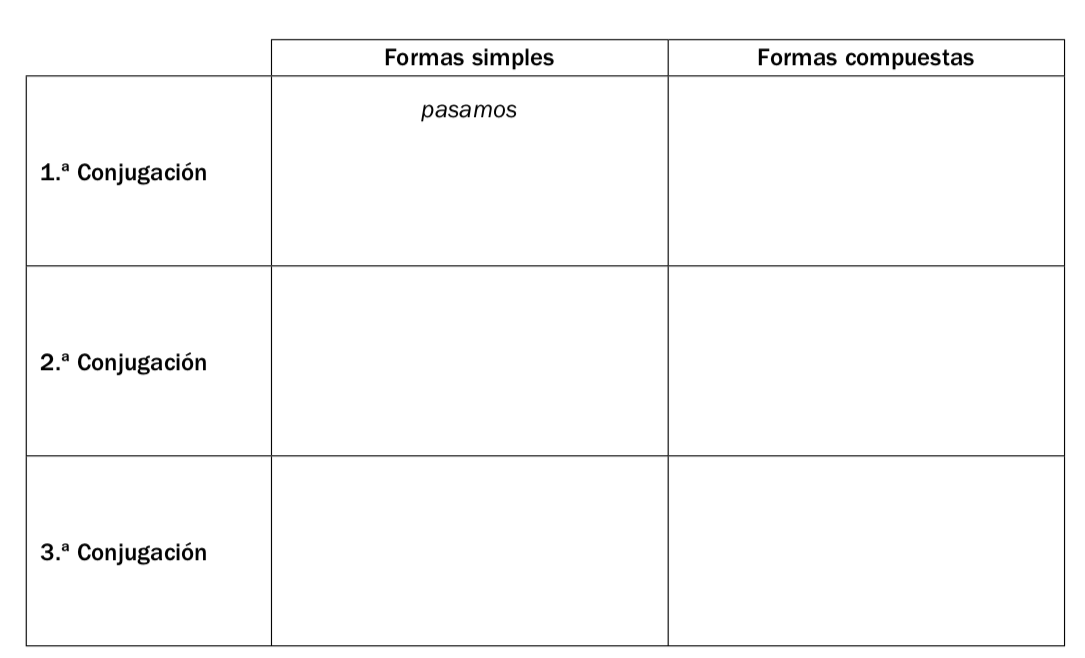 Formas simples
Formas compuestas
pasamos
1.ª Conjugación
2.ª Conjugación
3.ª Conjugación